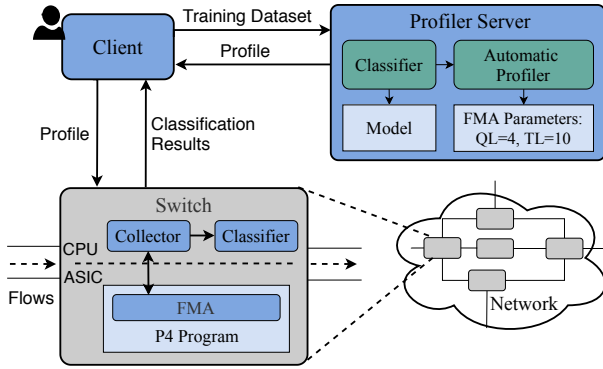 Training Dataset
Profiler Server
Client
Profile
Classifier
Automatic
Profiler
Model
FMA Parameters:
QL=4, TL=10
Profile
Classification
Results
Switch
Collector
Classifier
CPU
ASIC
Flows
FMA
P4 Program
Network